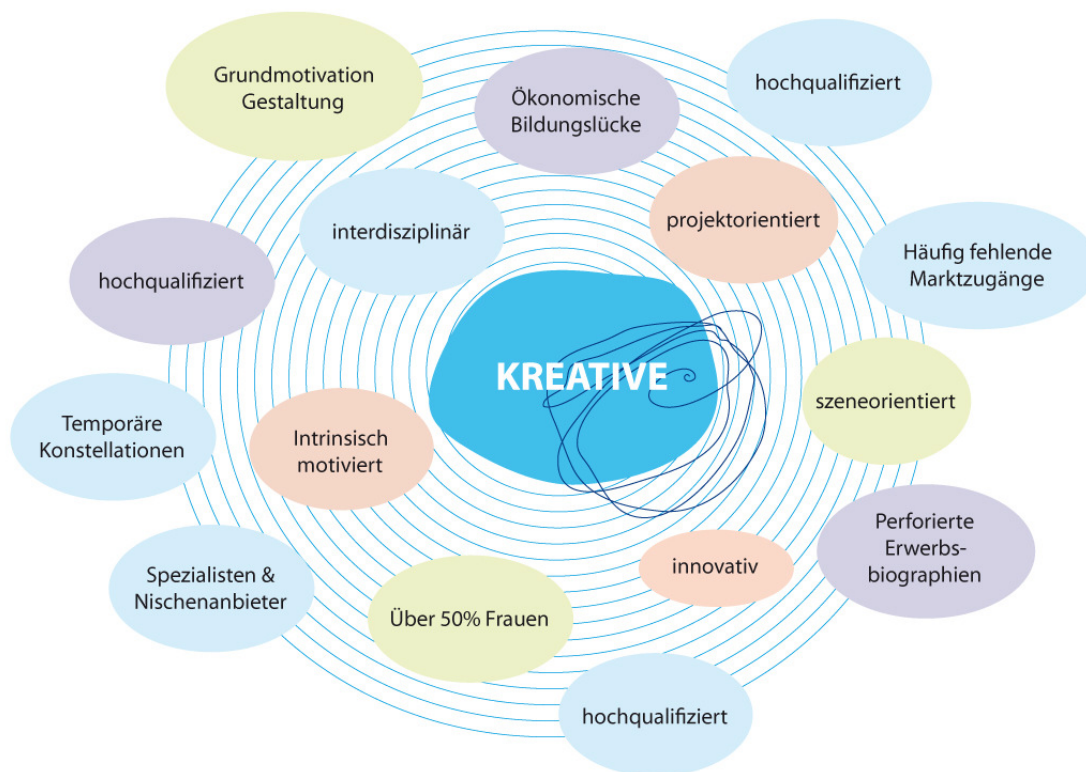 Grundmotivation
Gestaltung
Ökonomische
Bildungslücke
hochqualifiziert
interdisziplinär
projektorientiert
hochqualifiziert
Häufig fehlende
Marktzugänge
KREATIVE
szeneorientiert
Temporäre
Konstellationen
Intrinsisch
motiviert
Perforierte
Erwerbs-
biographien
Spezialisten &
Nischenanbieter
innovativ
Über 50% Frauen
hochqualifiziert